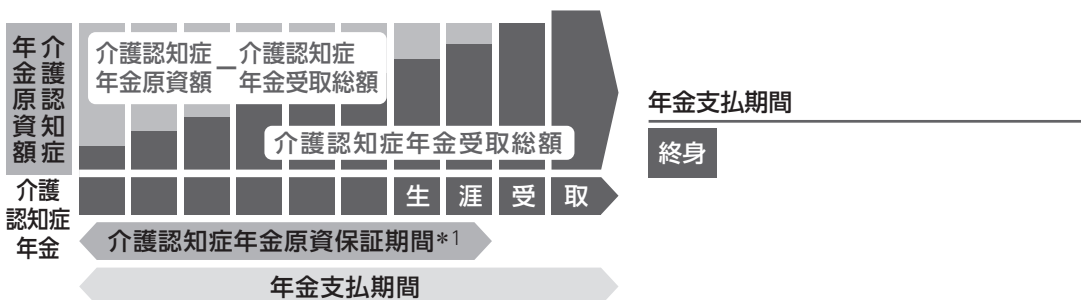 介護認知症
年金原資額
介護認知症
年金原資額
ー
介護認知症
年金受取総額
介護認知症年金受取総額
介護
認知症
年金
生涯受取
介護認知症年金原資保証期間*1
年金支払期間
年金支払期間
終身